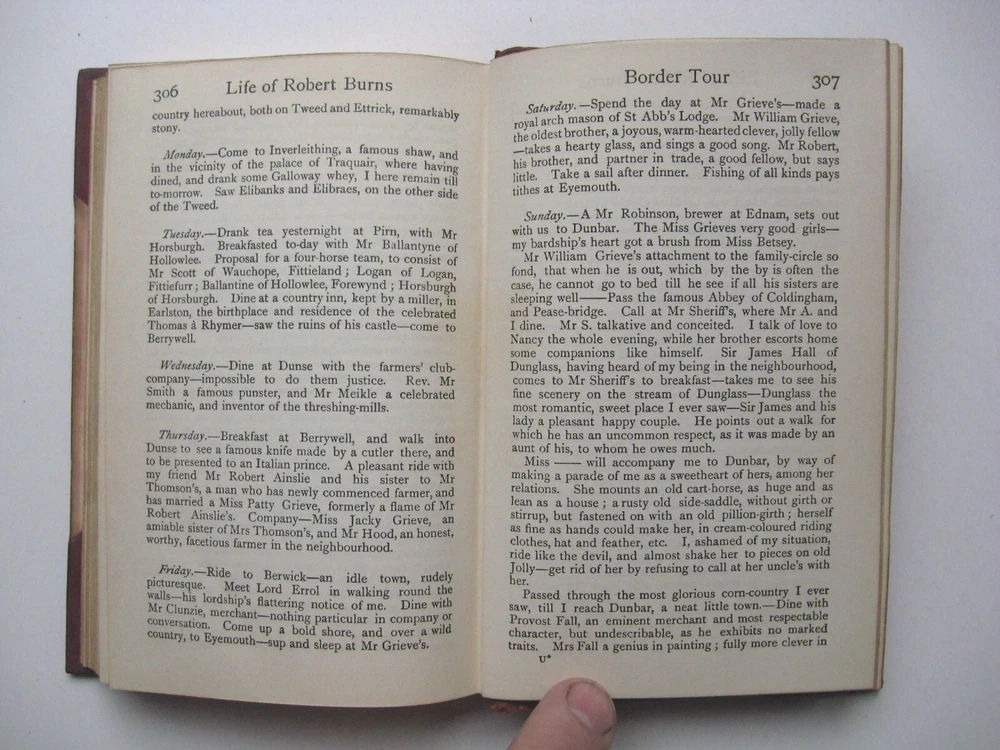 306 Life of Robert Burns
country hereabout, both on Tweed and Ettrick, remarkably
stony.
Monday.—Come to Inverleithing, a famous shaw, and
in the vicinity of the palace of Traquair, where having
dined, and drank some Galloway whey, I here remain till
to-morrow. Saw Elibanks and Elibraes, on the other side
of the Tweed.
Tuesday.—Drank tea yesternight at Pirn, with Mr
Horsburgh. Breakfasted to-day with Mr Ballantyne of
Hollowlee. Proposal for a four-horse team, to consist of
Mr Scott of Wauchope, Fittieland ; Logan of Logan,
Fittiefurr ; Ballantine of Hollowlee, Forewynd ; Horsburgh
of Horsburgh. Dine at a country inn, kept by a miller, in
Earlston, the birthplace and residence of the celebrated
Thomas à Rhymer—saw the ruins of his castle—come to
Berrywell.
Wednesday.—Dine at Dunse with the farmers' club-
company—impossible to do them justice. Rev. Mr
Smith a famous punster, and Mr Meikle a celebrated
mechanic, and inventor of the threshing-mills.
Thursday.—Breakfast at Berrywell, and walk into
Dunse to see a famous knife made by a cutler there, and
to be presented to an Italian prince. A pleasant ride with
my friend Mr Robert Ainslie and his sister to Mr
Thomson's, a man who has newly commenced farmer, and
has married a Miss Patty Grieve, formerly a flame of Mr
Robert Ainslie's. Company—Miss Jacky Grieve, an
amiable sister of Mrs Thomson's, and Mr Hood, an honest,
worthy, facetious farmer in the neighbourhood.
Friday.—Ride to Berwick—an idle town, rudely
picturesque. Meet Lord Errol in walking round the
walls—his lordship's flattering notice of me. Dine with
Mr Clunzie, merchant—nothing particular in company or
conversation. Come up a bold shore, and over a wild
country, to Eyemouth—sup and sleep at Mr Grieve's.
Border Tour 307
Saturday.—Spend the day at Mr Grieve's—made a
royal arch mason of St Abb's Lodge. Mr William Grieve,
the oldest brother, a joyous, warm-hearted clever, jolly fellow
—takes a hearty glass, and sings a good song. Mr Robert,
his brother, and partner in trade, a good fellow, but says
little. Take a sail after dinner. Fishing of all kinds pays
tithes at Eyemouth.
Sunday.—A Mr Robinson, brewer at Ednam, sets out
with us to Dunbar. The Miss Grieves very good girls—
my bardship's heart got a brush from Miss Betsey.
Mr William Grieve's attachment to the family-circle so
fond, that when he is out, which by the by is often the
case, he cannot go to bed till he see if all his sisters are
sleeping well——Pass the famous Abbey of Coldingham,
and Pease-bridge. Call at Mr Sheriff's, where Mr A. and
I dine. Mr S. talkative and conceited. I talk of love to
Nancy the whole evening, while her brother escorts home
some companions like himself. Sir James Hall of
Dunglass, having heard of my being in the neighbourhood,
comes to Mr Sheriff's to breakfast—takes me to see his
fine scenery on the stream of Dunglass—Dunglass the
most romantic, sweet place I ever saw—Sir James and his
lady a pleasant happy couple. He points out a walk for
which he has an uncommon respect, as it was made by an
aunt of his, to whom he owes much.
Miss —— will accompany me to Dunbar, by way of
making a parade of me as a sweetheart of hers, among her
relations. She mounts an old cart-horse, as huge and as
lean as a house ; a rusty old side-saddle, without girth or
stirrup, but fastened on with an old pillion-girth ; herself
as fine as hands could make her, in cream-coloured riding
clothes, hat and feather, etc. I, ashamed of my situation,
ride like the devil, and almost shake her to pieces on old
Jolly—get rid of her by refusing to call at her uncle's with
her.
Passed through the most glorious corn-country I ever
saw, till I reach Dunbar, a neat little town.—Dine with
Provost Fall, an eminent merchant and most respectable
character, but undescribable, as he exhibits no marked
traits. Mrs Fall a genius in painting ; fully more clever in
U*